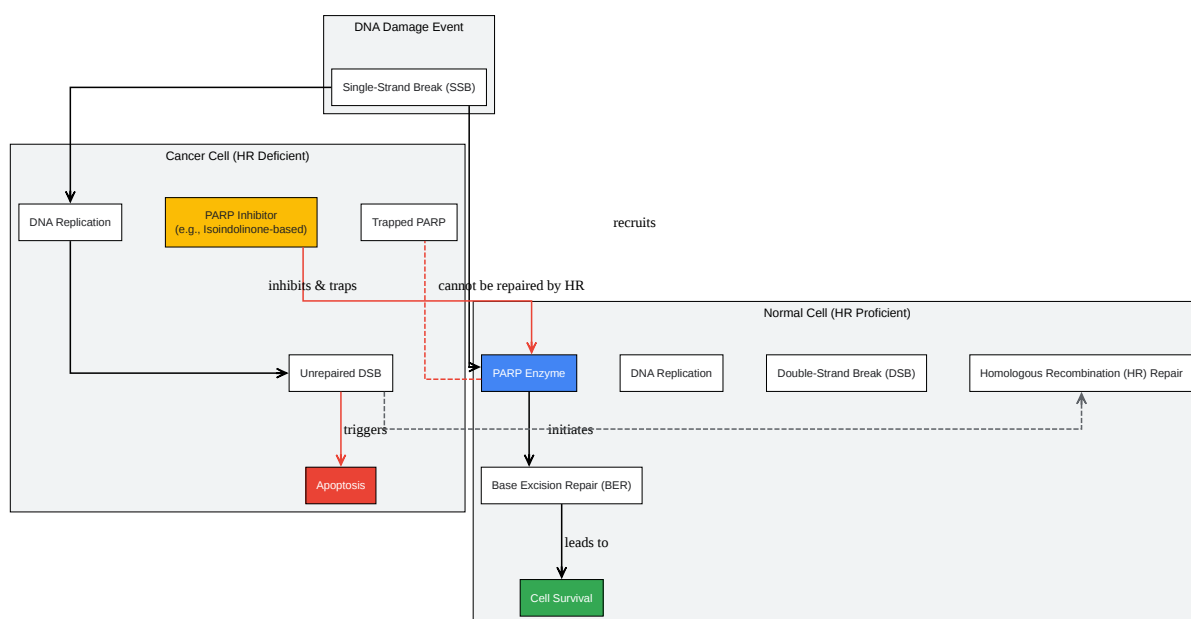 DNA Damage Event
Single-Strand Break (SSB)
Cancer Cell (HR Deficient)
DNA Replication
PARP Inhibitor
(e.g., Isoindolinone-based)
Trapped PARP
recruits
inhibits & traps
cannot be repaired by HR
Normal Cell (HR Proficient)
Unrepaired DSB
PARP Enzyme
DNA Replication
Double-Strand Break (DSB)
Homologous Recombination (HR) Repair
triggers
initiates
Apoptosis
Base Excision Repair (BER)
leads to
Cell Survival